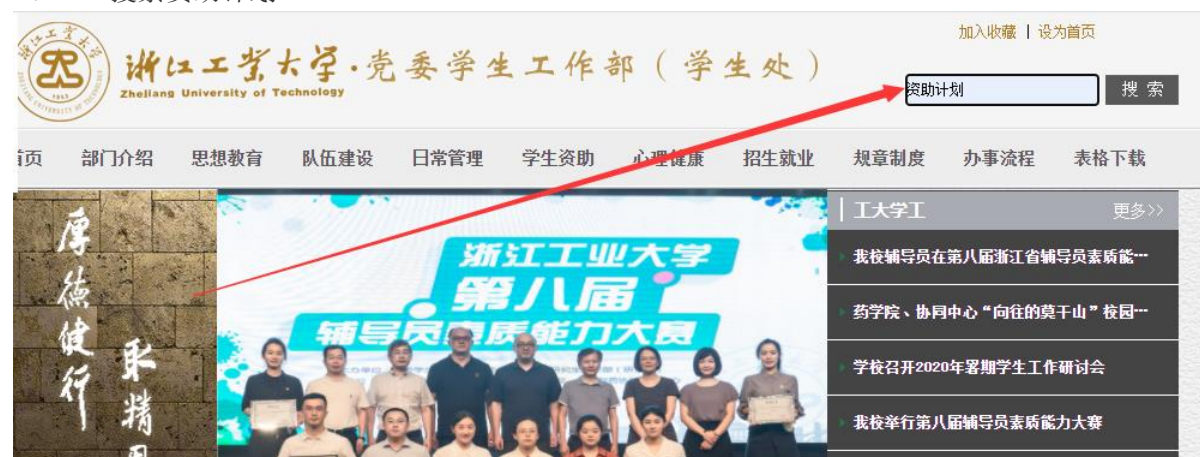 加入收藏 | 设为首页
浙江工业大学·党委学生工作部（学生处）
Zhejiang University of Technology
资助计划
搜 索
首页 部门介绍 思想教育 队伍建设 日常管理 学生资助 心理健康 招生就业 规章制度 办事流程 表格下载
厚德健行
浙江工业大学
第八届
辅导员素质能力大赛
工大学工
更多>>
我校辅导员在第八届浙江省辅导员素质能…
药学院、协同中心“向往的莫干山”校园…
学校召开2020年署期学生工作研讨会
我校举行第八届辅导员素质能力大赛